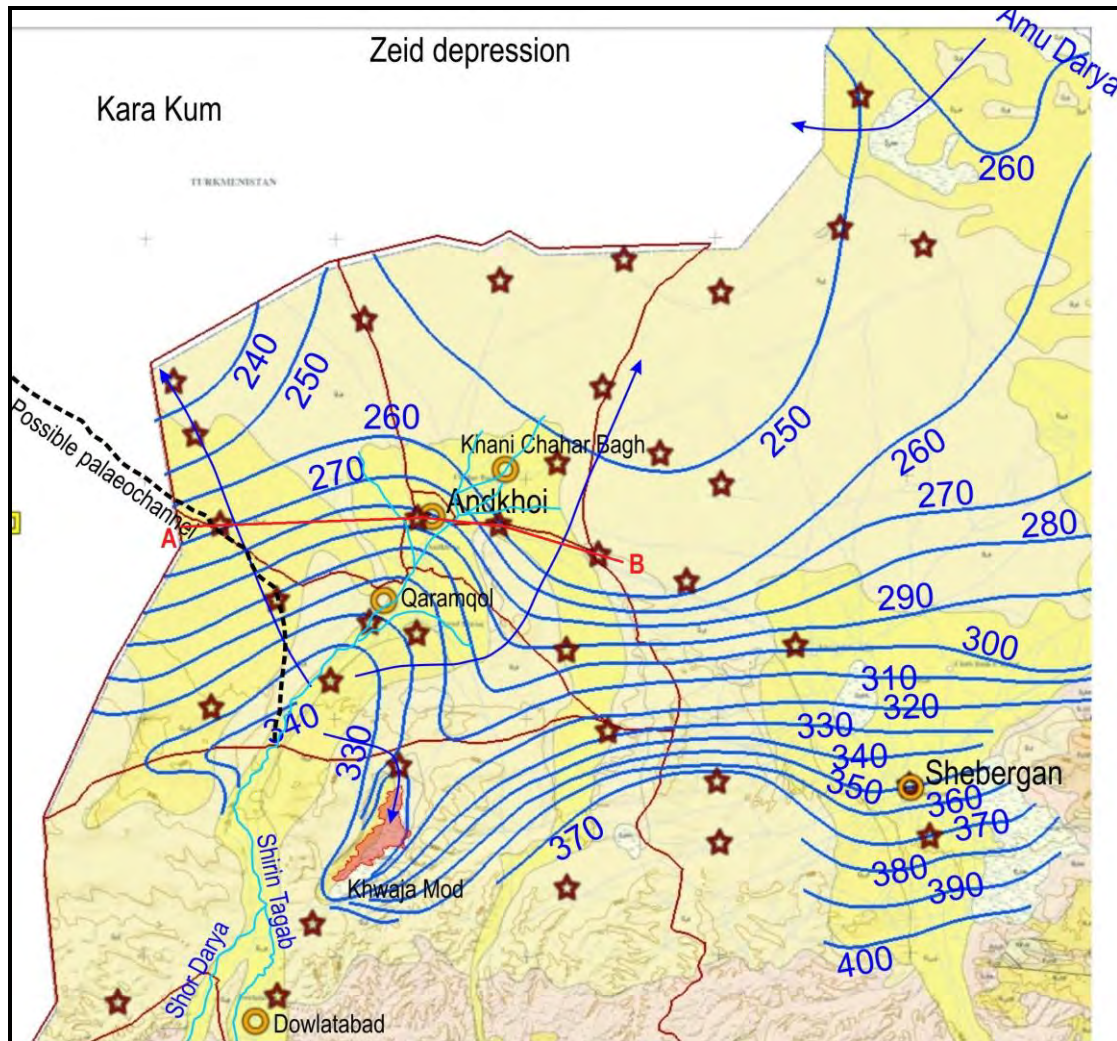 Zeid depression
Amu Darya
Kara Kum
TURKMENISTAN
260
240
250
260
250
260
270
270
280
Possible palaeochannel
Khani Chahar Bagh
Andkhoi
A
B
Qaramqol
290
300
310
320
330
340
350
360
370
380
390
400
340
330
370
Shebergan
Khwaja Mod
Shirin Tagab
Shor Darya
Dowlatabad